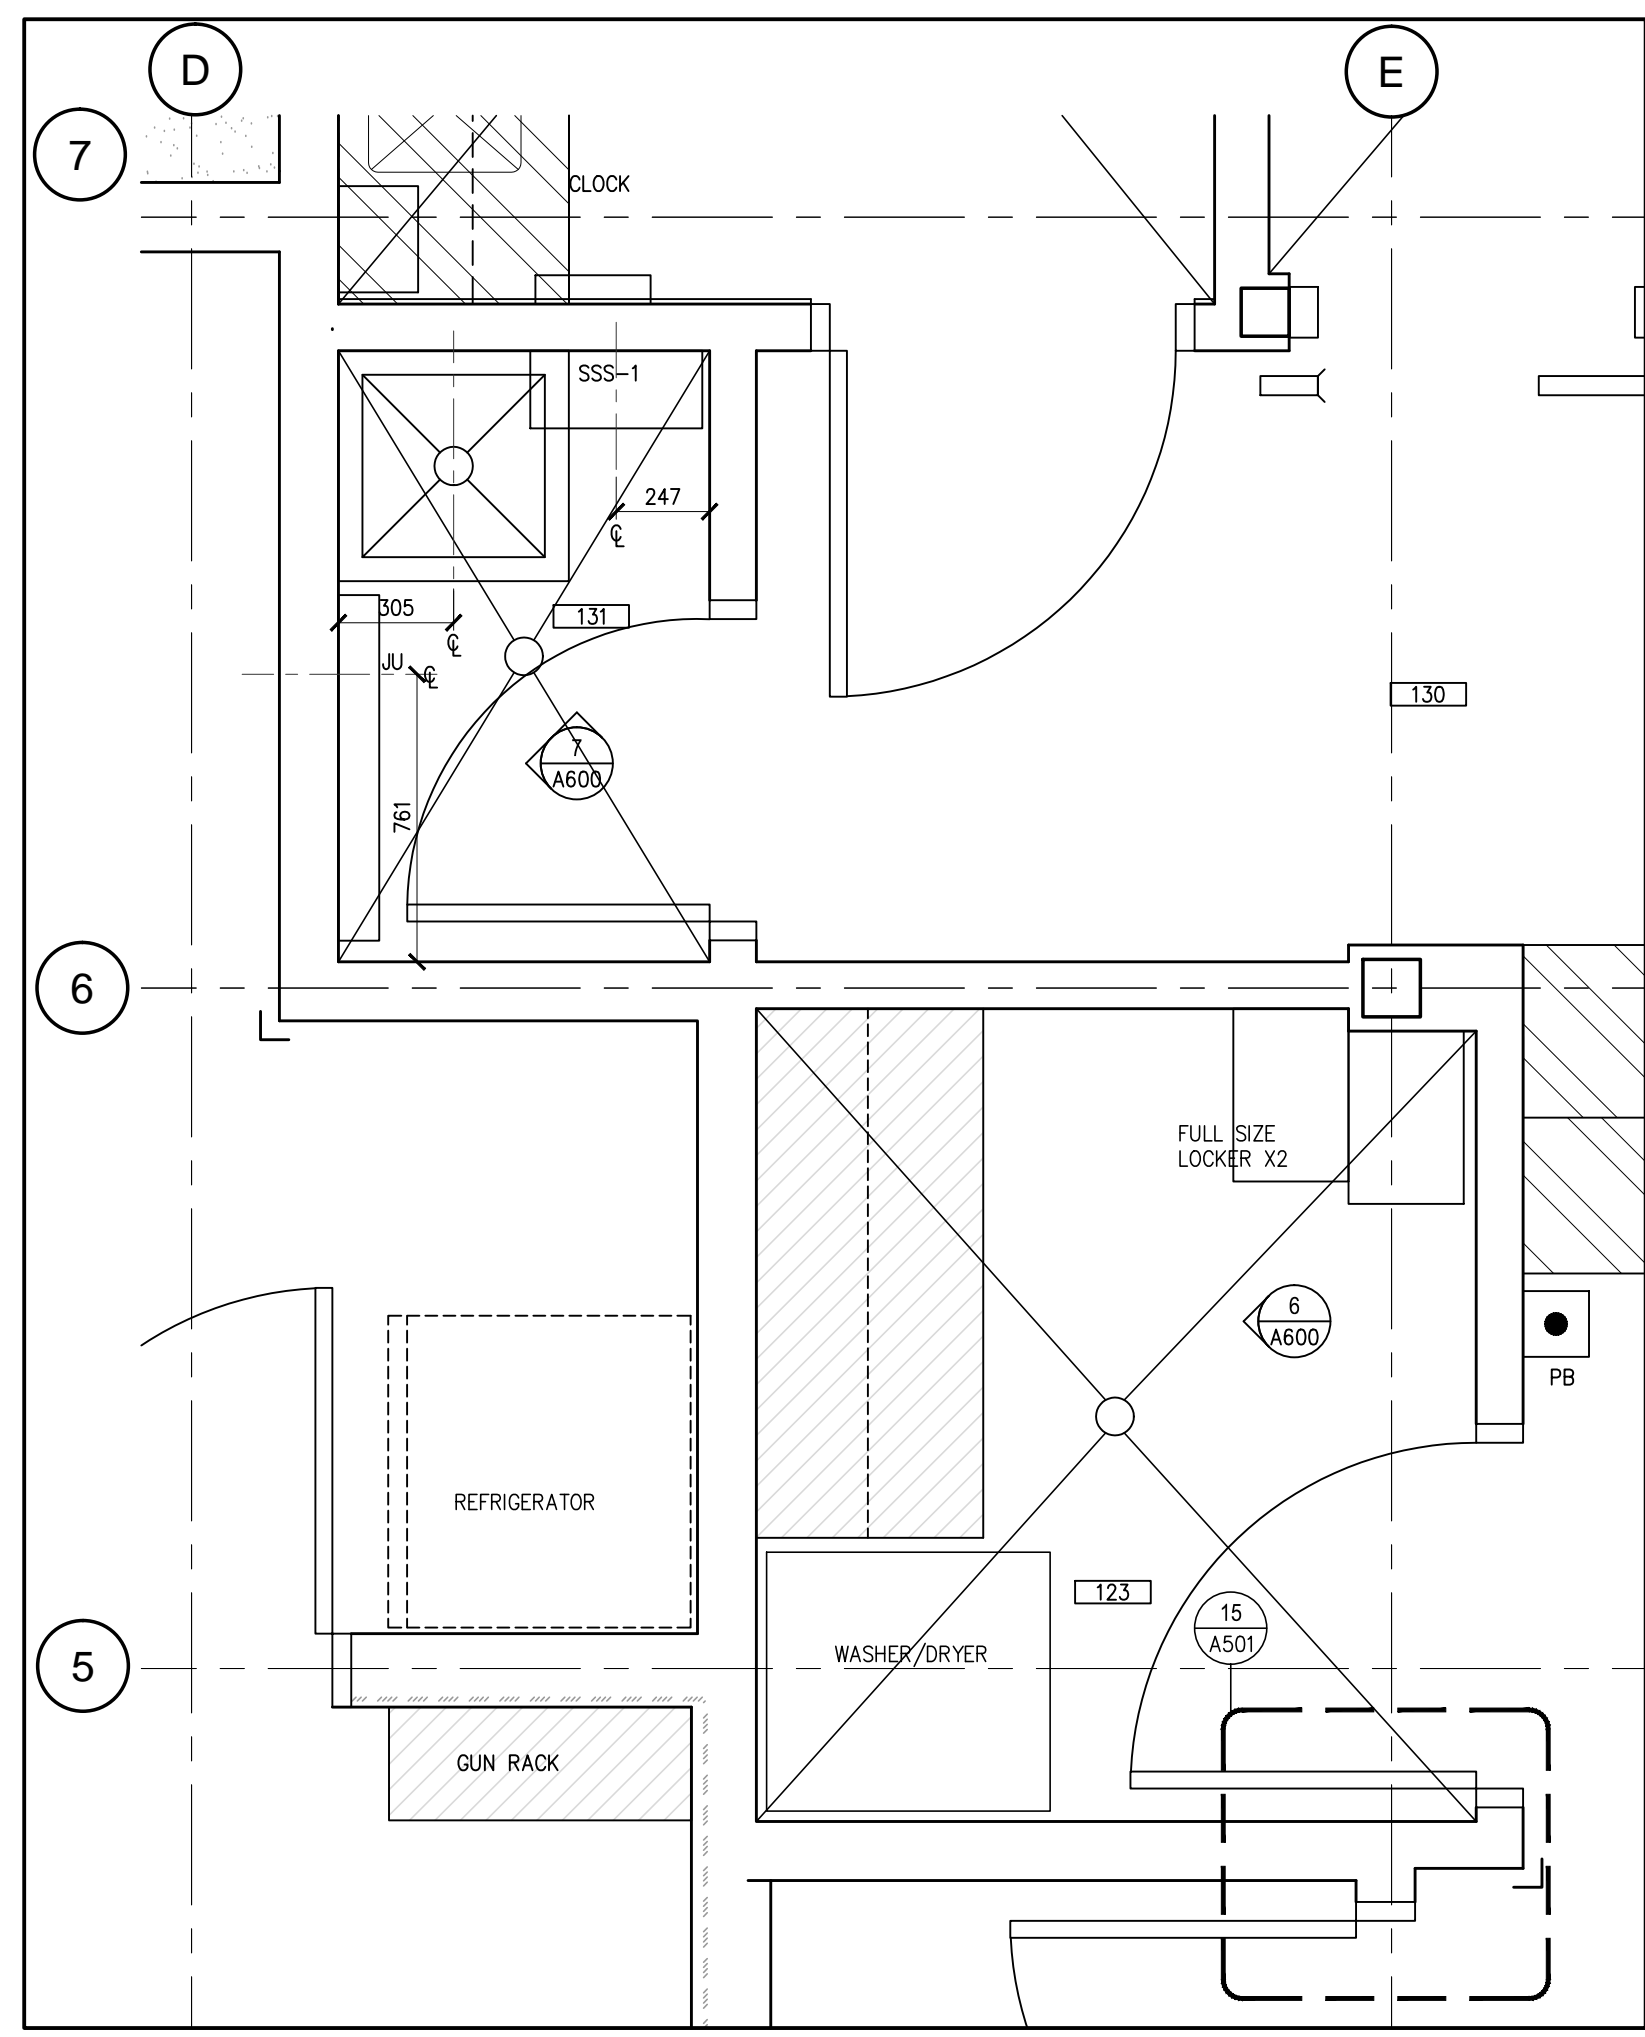 D
E
7
CLOCK
SSS-1
247
℄
305
131
℄
JU
℄
130
7
A600
761
6
FULL SIZE
LOCKER X2
6
A600
PB
REFRIGERATOR
123
15
A501
WASHER/DRYER
5
GUN RACK